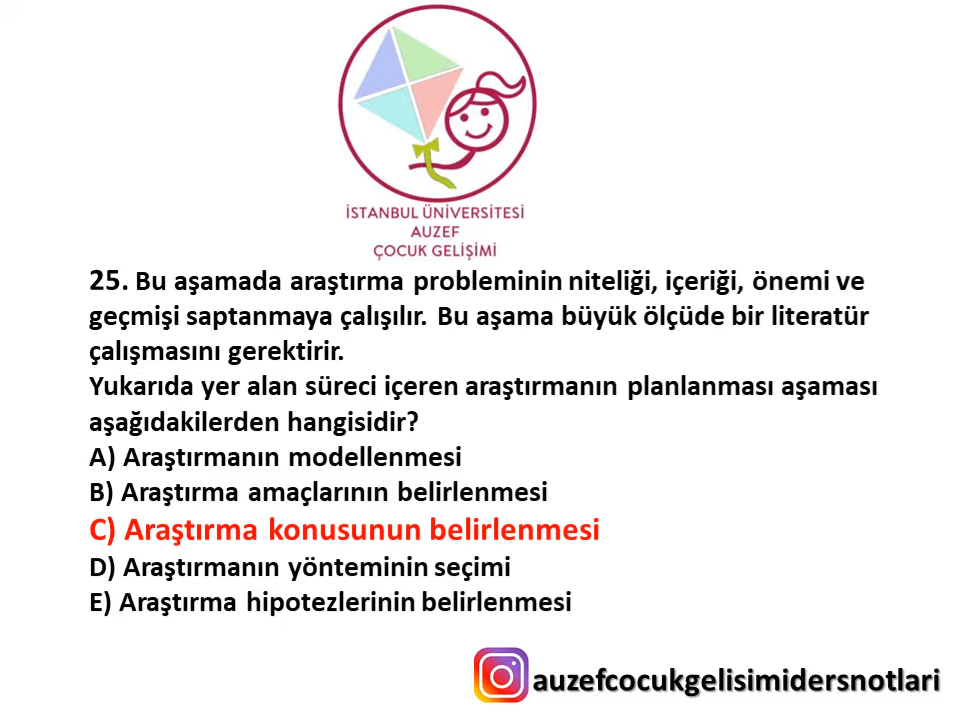 İSTANBUL ÜNİVERSİTESİ
AUZEF
ÇOCUK GELİŞİMİ
25. Bu aşamada araştırma probleminin niteliği, içeriği, önemi ve
geçmişi saptanmaya çalışılır. Bu aşama büyük ölçüde bir literatür
çalışmasını gerektirir.
Yukarıda yer alan süreci içeren araştırmanın planlanması aşaması
aşağıdakilerden hangisidir?
A) Araştırmanın modellenmesi
B) Araştırma amaçlarının belirlenmesi
C) Araştırma konusunun belirlenmesi
D) Araştırmanın yönteminin seçimi
E) Araştırma hipotezlerinin belirlenmesi
auzefcocukgelisimidersnotlari